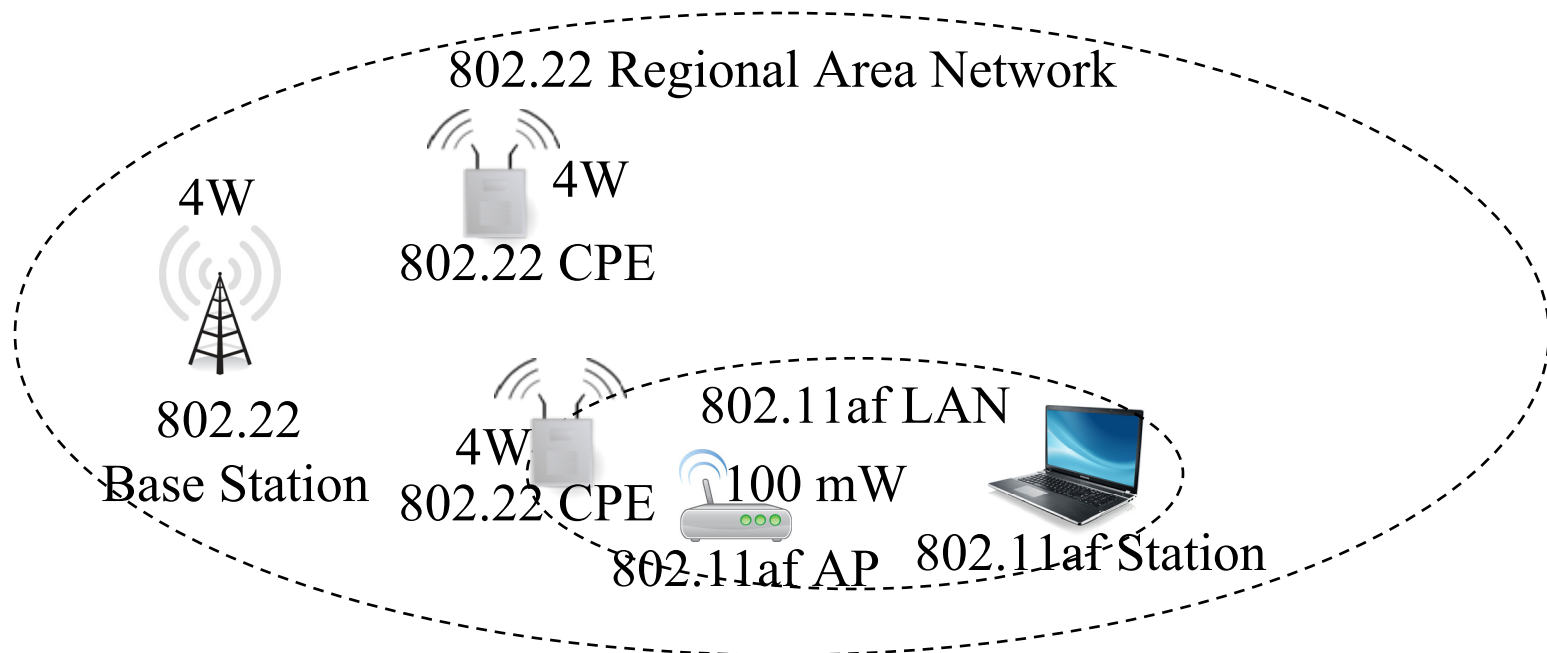 802.22 Regional Area Network
4W
802.22 CPE
4W
802.22
Base Station
4W
802.22 CPE
802.11af LAN
100 mW
802.11af AP
802.11af Station